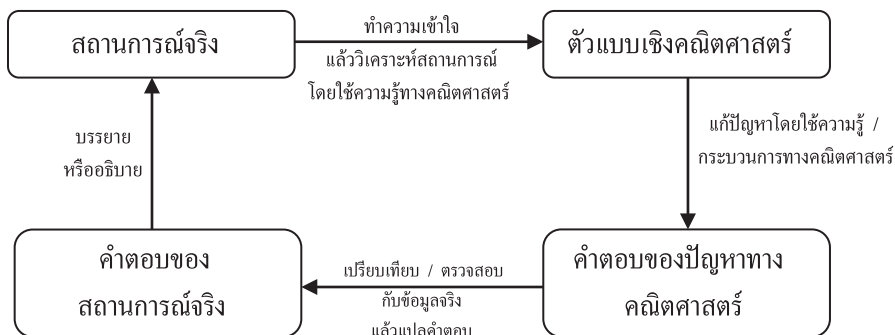 สถานการณ์จริง
ทำความเข้าใจ
แล้ววิเคราะห์สถานการณ์
โดยใช้ความรู้ทางคณิตศาสตร์
ตัวแบบเชิงคณิตศาสตร์
แก้ปัญหาโดยใช้ความรู้ /
กระบวนการทางคณิตศาสตร์
คำตอบของปัญหาทาง
คณิตศาสตร์
เปรียบเทียบ / ตรวจสอบ
กับข้อมูลจริง
แล้วแปลคำตอบ
คำตอบของ
สถานการณ์จริง
บรรยาย
หรืออธิบาย